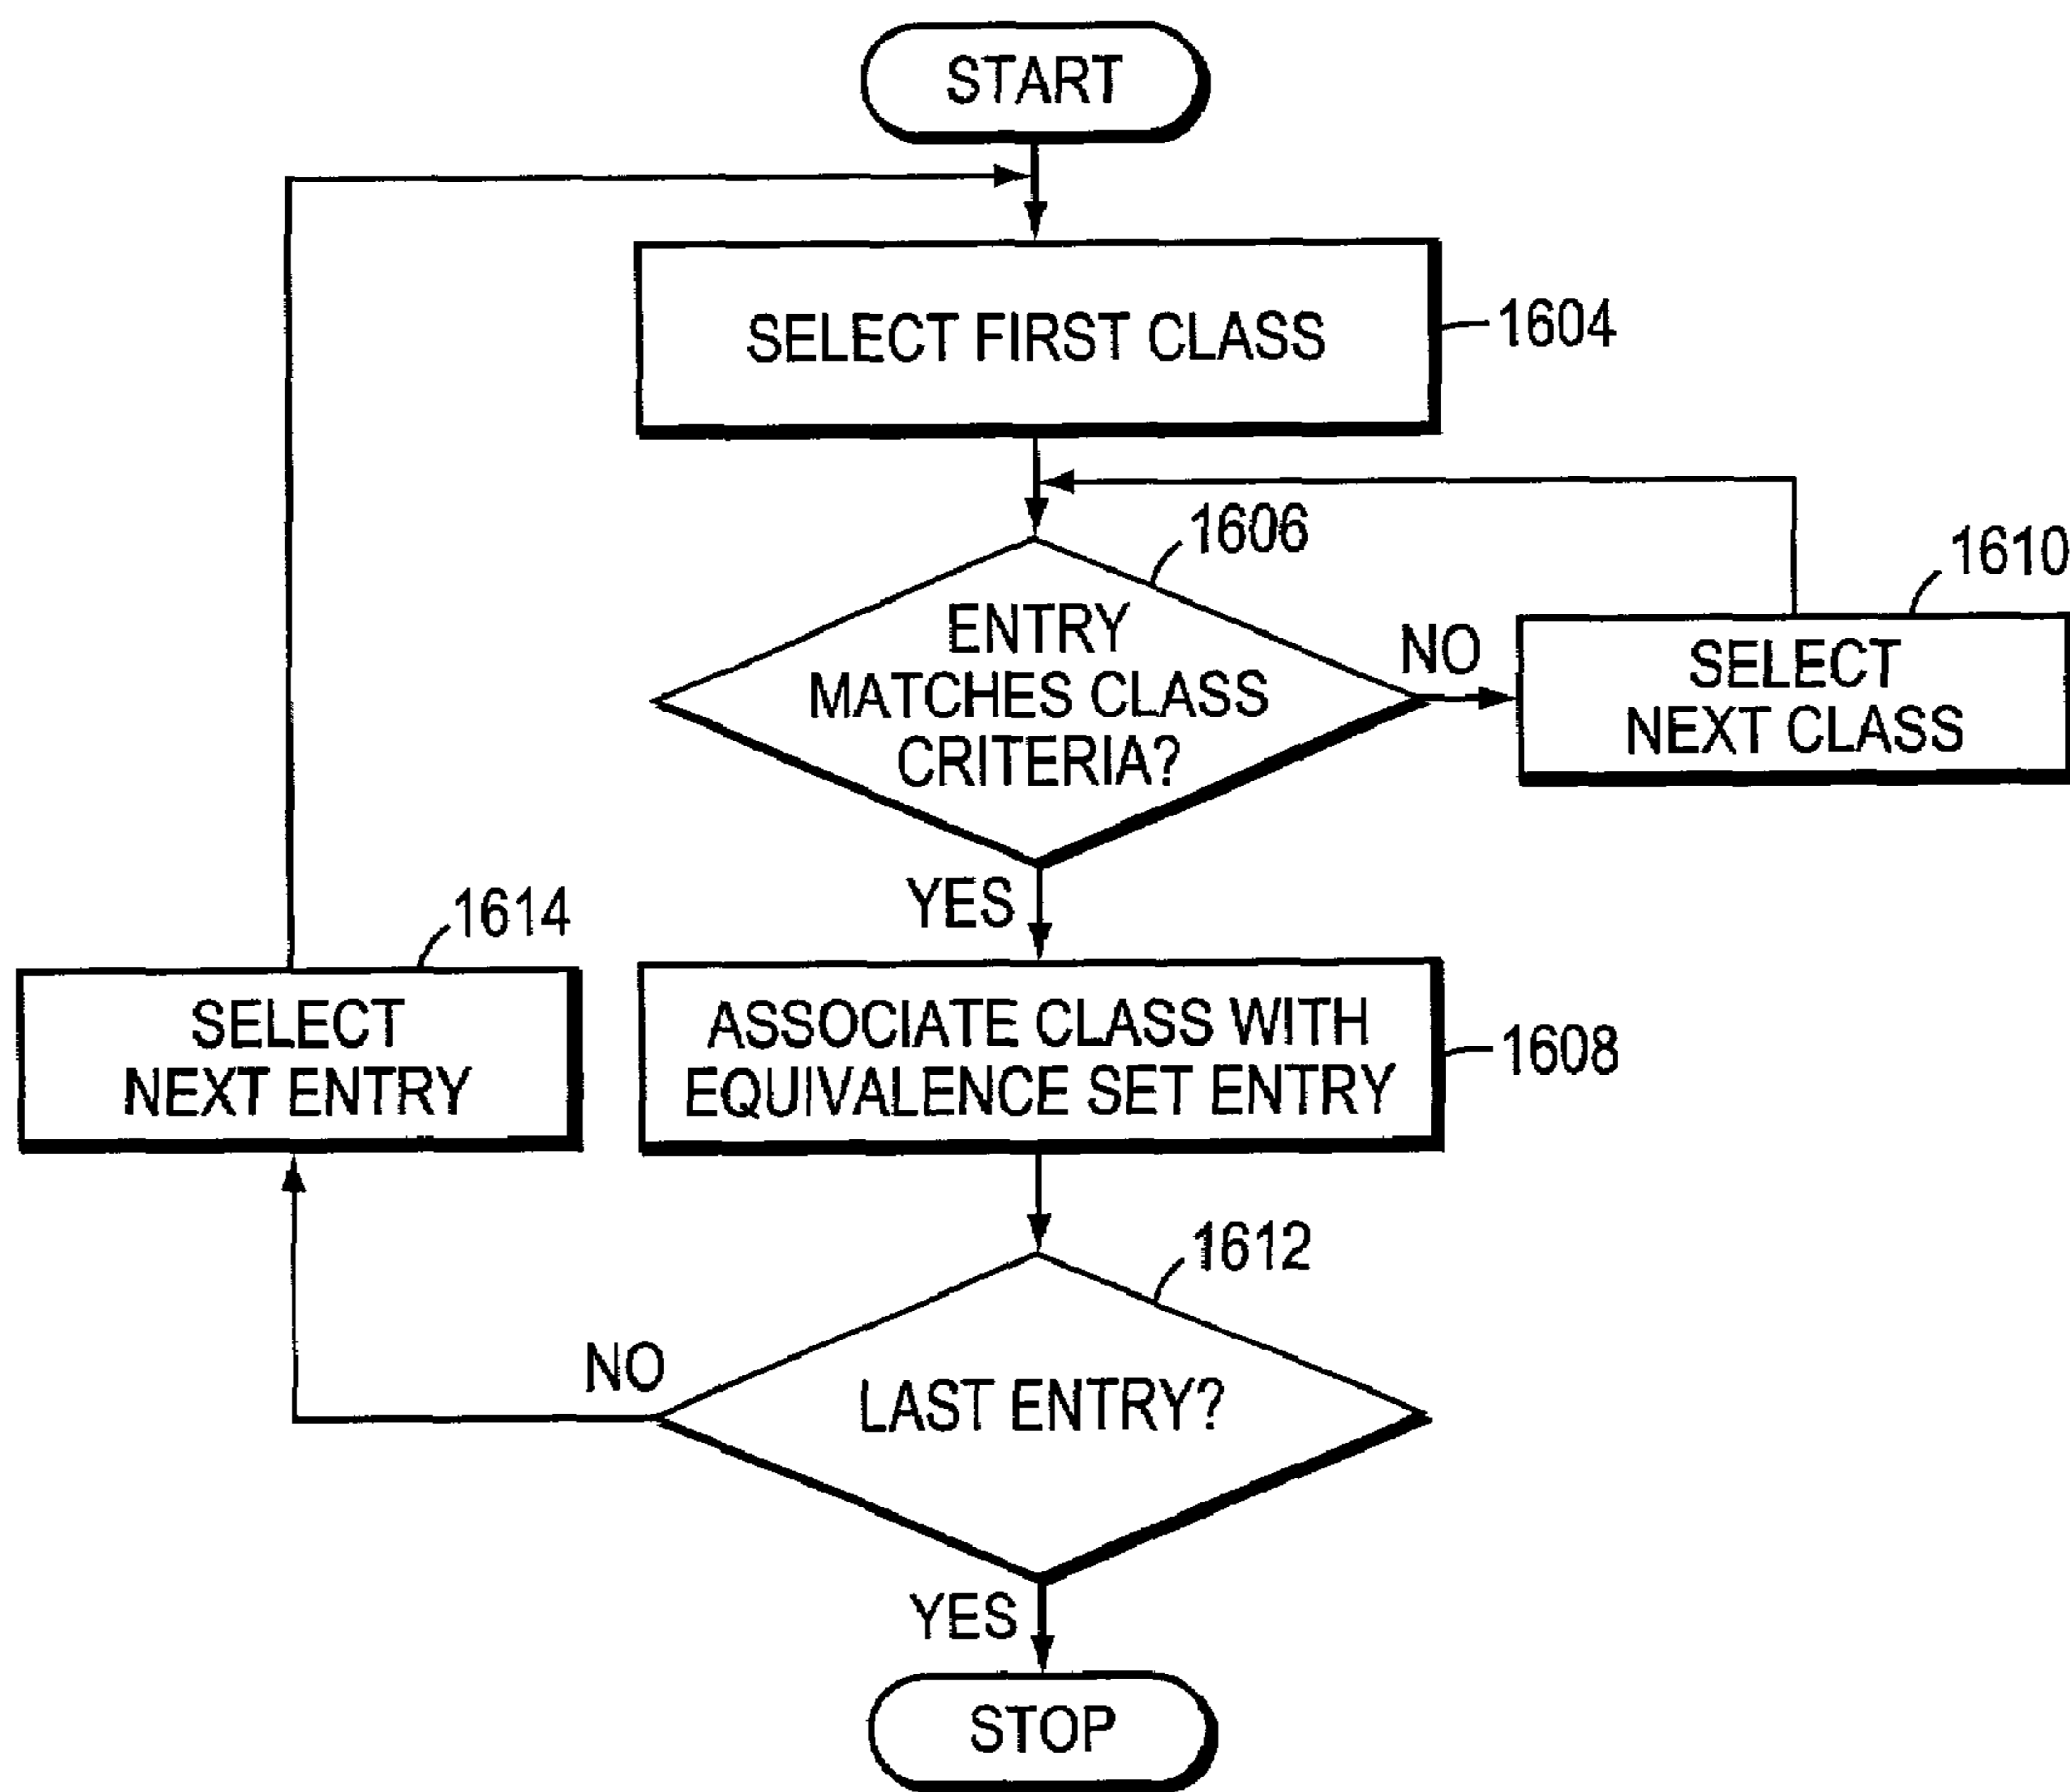 START
SELECT FIRST CLASS
1604
1606
1610
ENTRY
MATCHES CLASS
CRITERIA?
NO
SELECT
NEXT CLASS
YES
1614
SELECT
NEXT ENTRY
ASSOCIATE CLASS WITH
EQUIVALENCE SET ENTRY
1608
1612
NO
LAST ENTRY?
YES
STOP